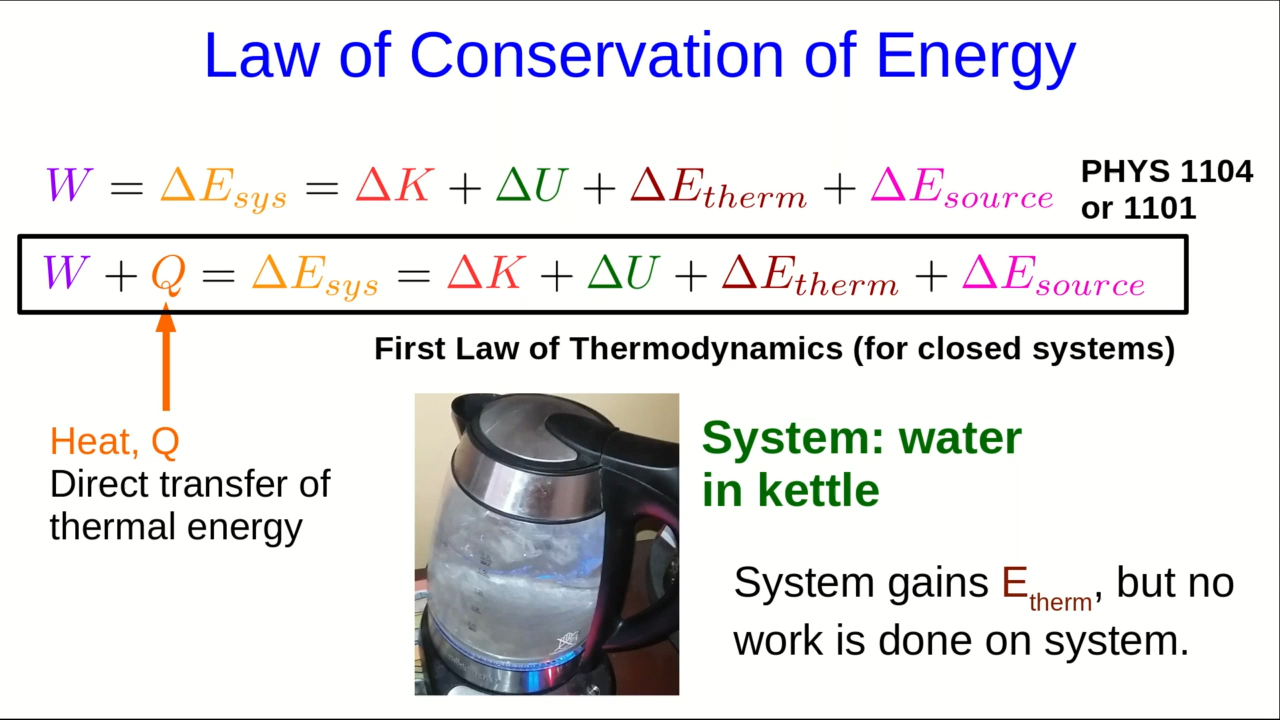 Law of Conservation of Energy
W = ΔE_sys = ΔK + ΔU + ΔE_therm + ΔE_source
PHYS 1104
or 1101
W + Q = ΔE_sys = ΔK + ΔU + ΔE_therm + ΔE_source
First Law of Thermodynamics (for closed systems)
Heat, Q
Direct transfer of
thermal energy
System: water
in kettle
System gains E_therm, but no
work is done on system.